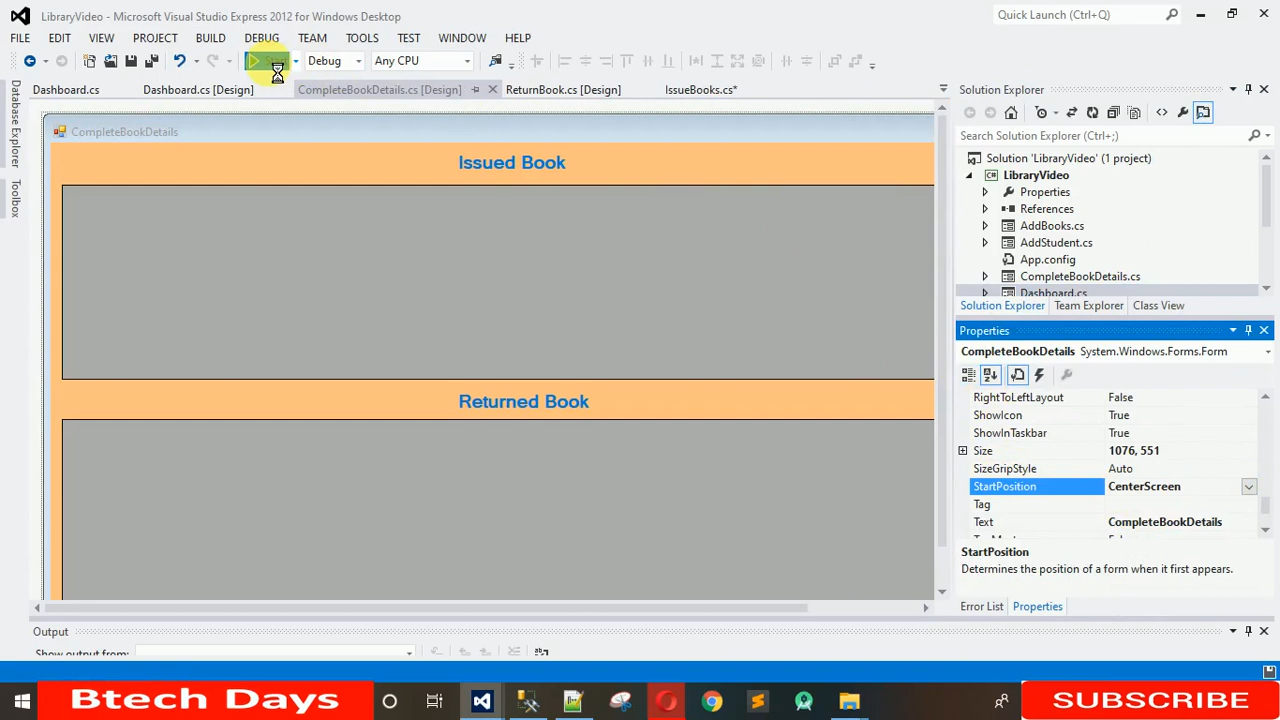 LibraryVideo - Microsoft Visual Studio Express 2012 for Windows Desktop
Quick Launch (Ctrl+Q)
FILE EDIT VIEW PROJECT BUILD DEBUG TEAM TOOLS TEST WINDOW HELP
Debug Any CPU
Dashboard.cs Dashboard.cs [Design] CompleteBookDetails.cs [Design] ReturnBook.cs [Design] IssueBooks.cs*
Database Explorer
Toolbox
CompleteBookDetails
Issued Book
Returned Book
Solution Explorer
Search Solution Explorer (Ctrl+;)
Solution 'LibraryVideo' (1 project)
LibraryVideo
Properties
References
AddBooks.cs
AddStudent.cs
App.config
CompleteBookDetails.cs
Dashboard.cs
Solution Explorer Team Explorer Class View
Properties
CompleteBookDetails System.Windows.Forms.Form
RightToLeftLayout False
ShowIcon True
ShowInTaskbar True
Size 1076, 551
SizeGripStyle Auto
StartPosition CenterScreen
Tag
Text CompleteBookDetails
StartPosition
Determines the position of a form when it first appears.
Error List Properties
Output
Show output from:
Btech Days
SUBSCRIBE